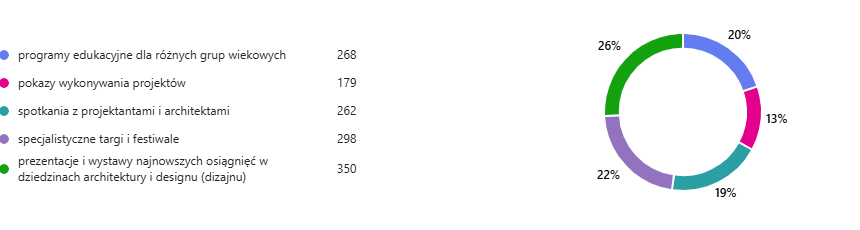 programy edukacyjne dla różnych grup wiekowych 268
pokazy wykonywania projektów 179
spotkania z projektantami i architektami 262
specjalistyczne targi i festiwale 298
prezentacje i wystawy najnowszych osiągnięć w
dziedzinach architektury i designu (dizajnu) 350
20%
13%
19%
22%
26%